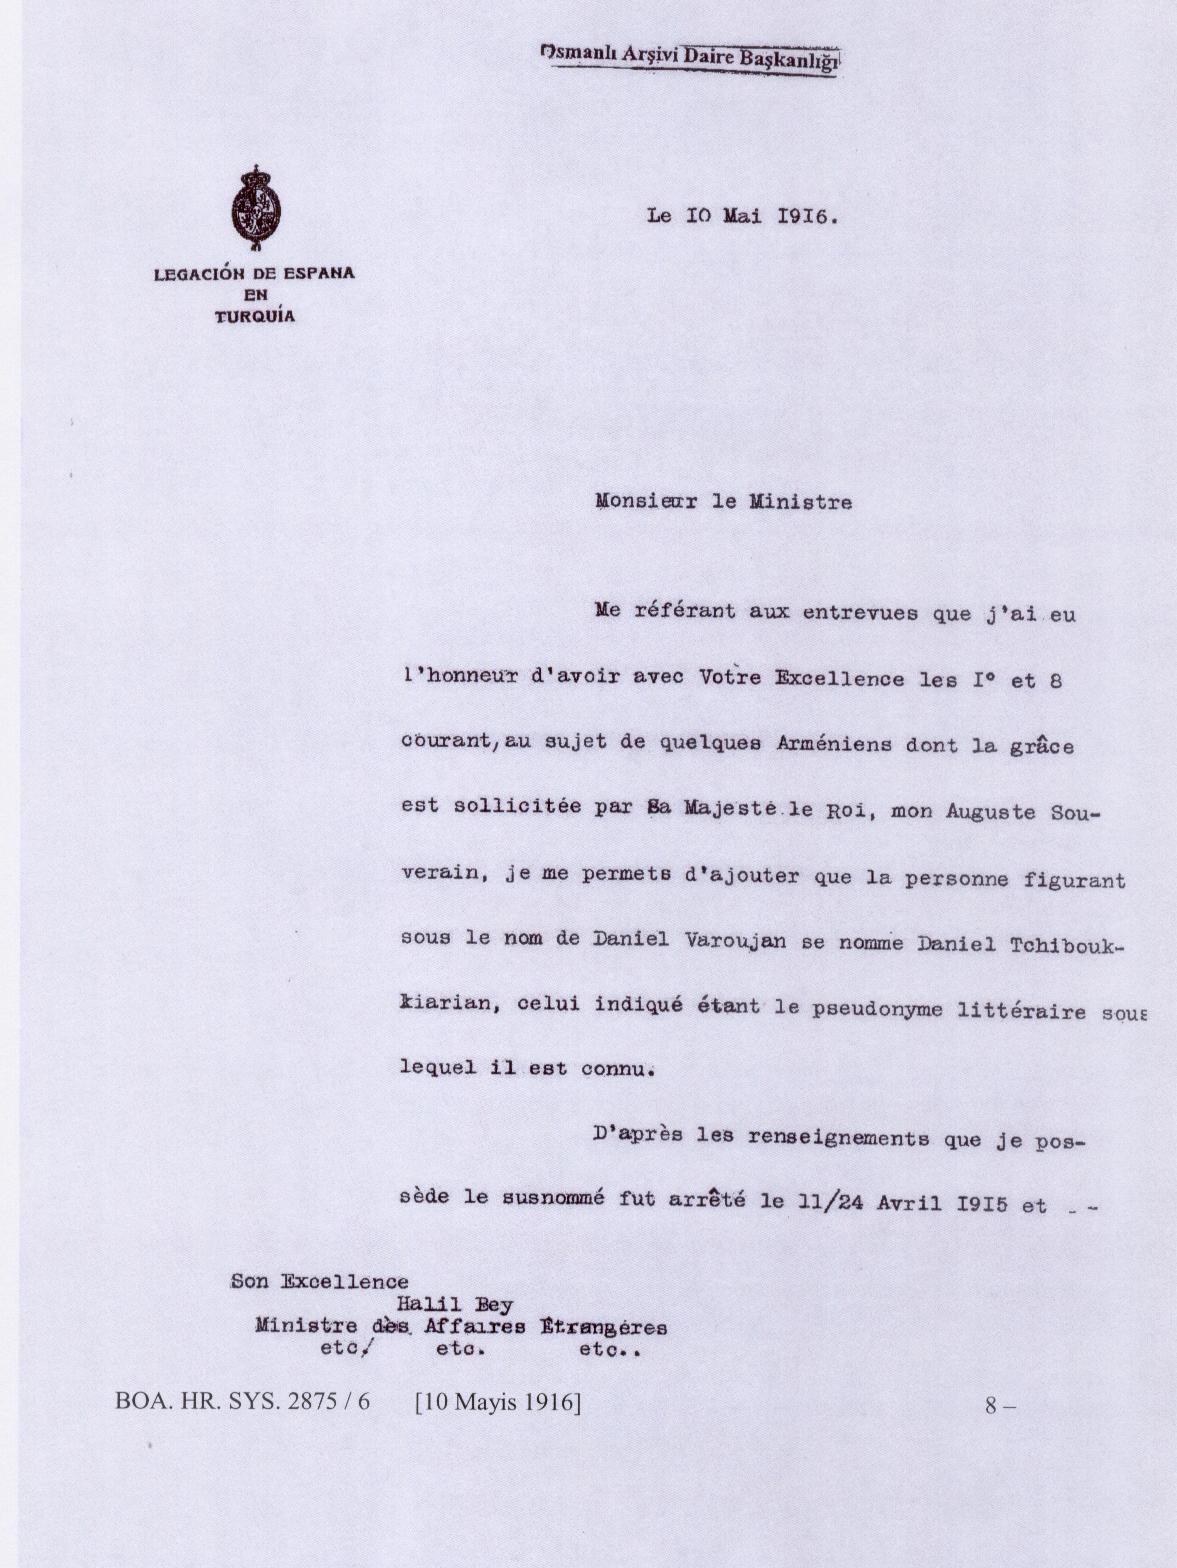 Osmanlı Arşivi Daire Başkanlığı
Le 10 Mai 1916.
LEGACIÓN DE ESPANA
EN
TURQUÍA
Monsieur le Ministre
Me référant aux entrevues que j'ai eu
l'honneur d'avoir avec Votre Excellence les I° et 8
courant, au sujet de quelques Arméniens dont la grâce
est sollicitée par Sa Majesté le Roi, mon Auguste Sou-
verain, je me permets d'ajouter que la personne figurant
sous le nom de Daniel Varoujan se nomme Daniel Tchibouk-
kiarian, celui indiqué étant le pseudonyme littéraire sous
lequel il est connu.
D'après les renseignements que je pos-
sède le susnommé fut arrêté le 11/24 Avril 1915 et . -
Son Excellence
Halil Bey
Ministre des Affaires Étrangères
etc/ etc. etc..
BOA. HR. SYS. 2875 / 6 [10 Mayis 1916] 8 –